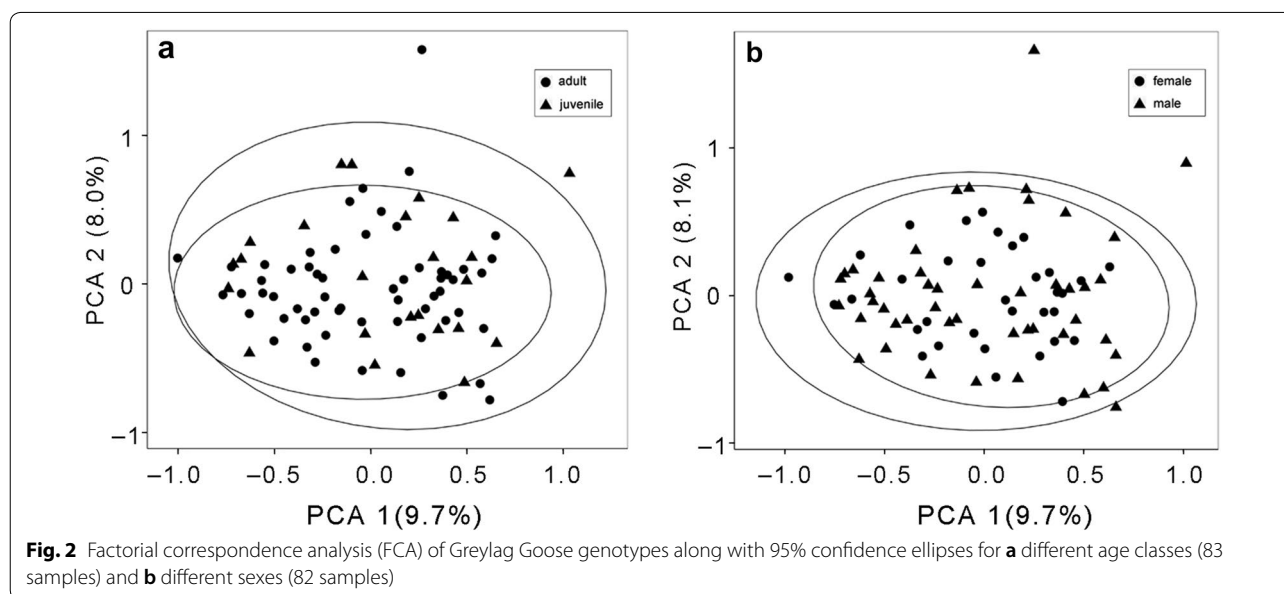 a
adult
juvenile
1
0
−1
PCA 2 (8.0%)
−1.0 −0.5 0.0 0.5 1.0
PCA 1(9.7%)
b
female
male
1
0
−1
PCA 2 (8.1%)
−1.0 −0.5 0.0 0.5 1.0
PCA 1(9.7%)
Fig. 2 Factorial correspondence analysis (FCA) of Greylag Goose genotypes along with 95% confidence ellipses for a different age classes (83
samples) and b different sexes (82 samples)